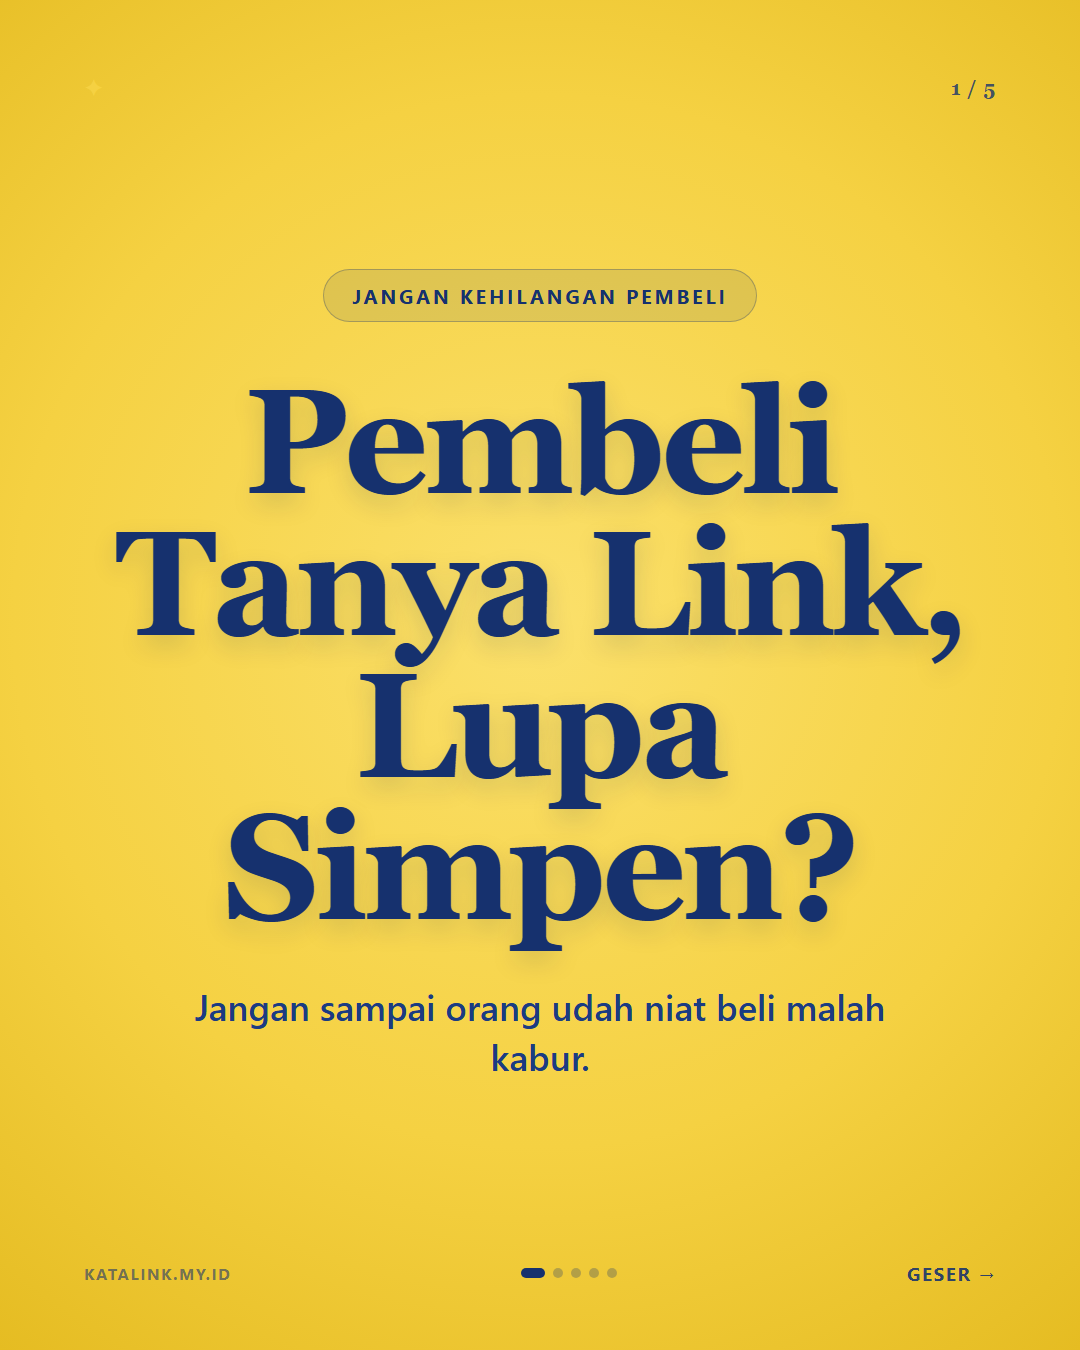 1 / 5
JANGAN KEHILANGAN PEMBELI
Pembeli
Tanya Link,
Lupa
Simpen?
Jangan sampai orang udah niat beli malah
kabur.
KATALINK.MY.ID
GESER →